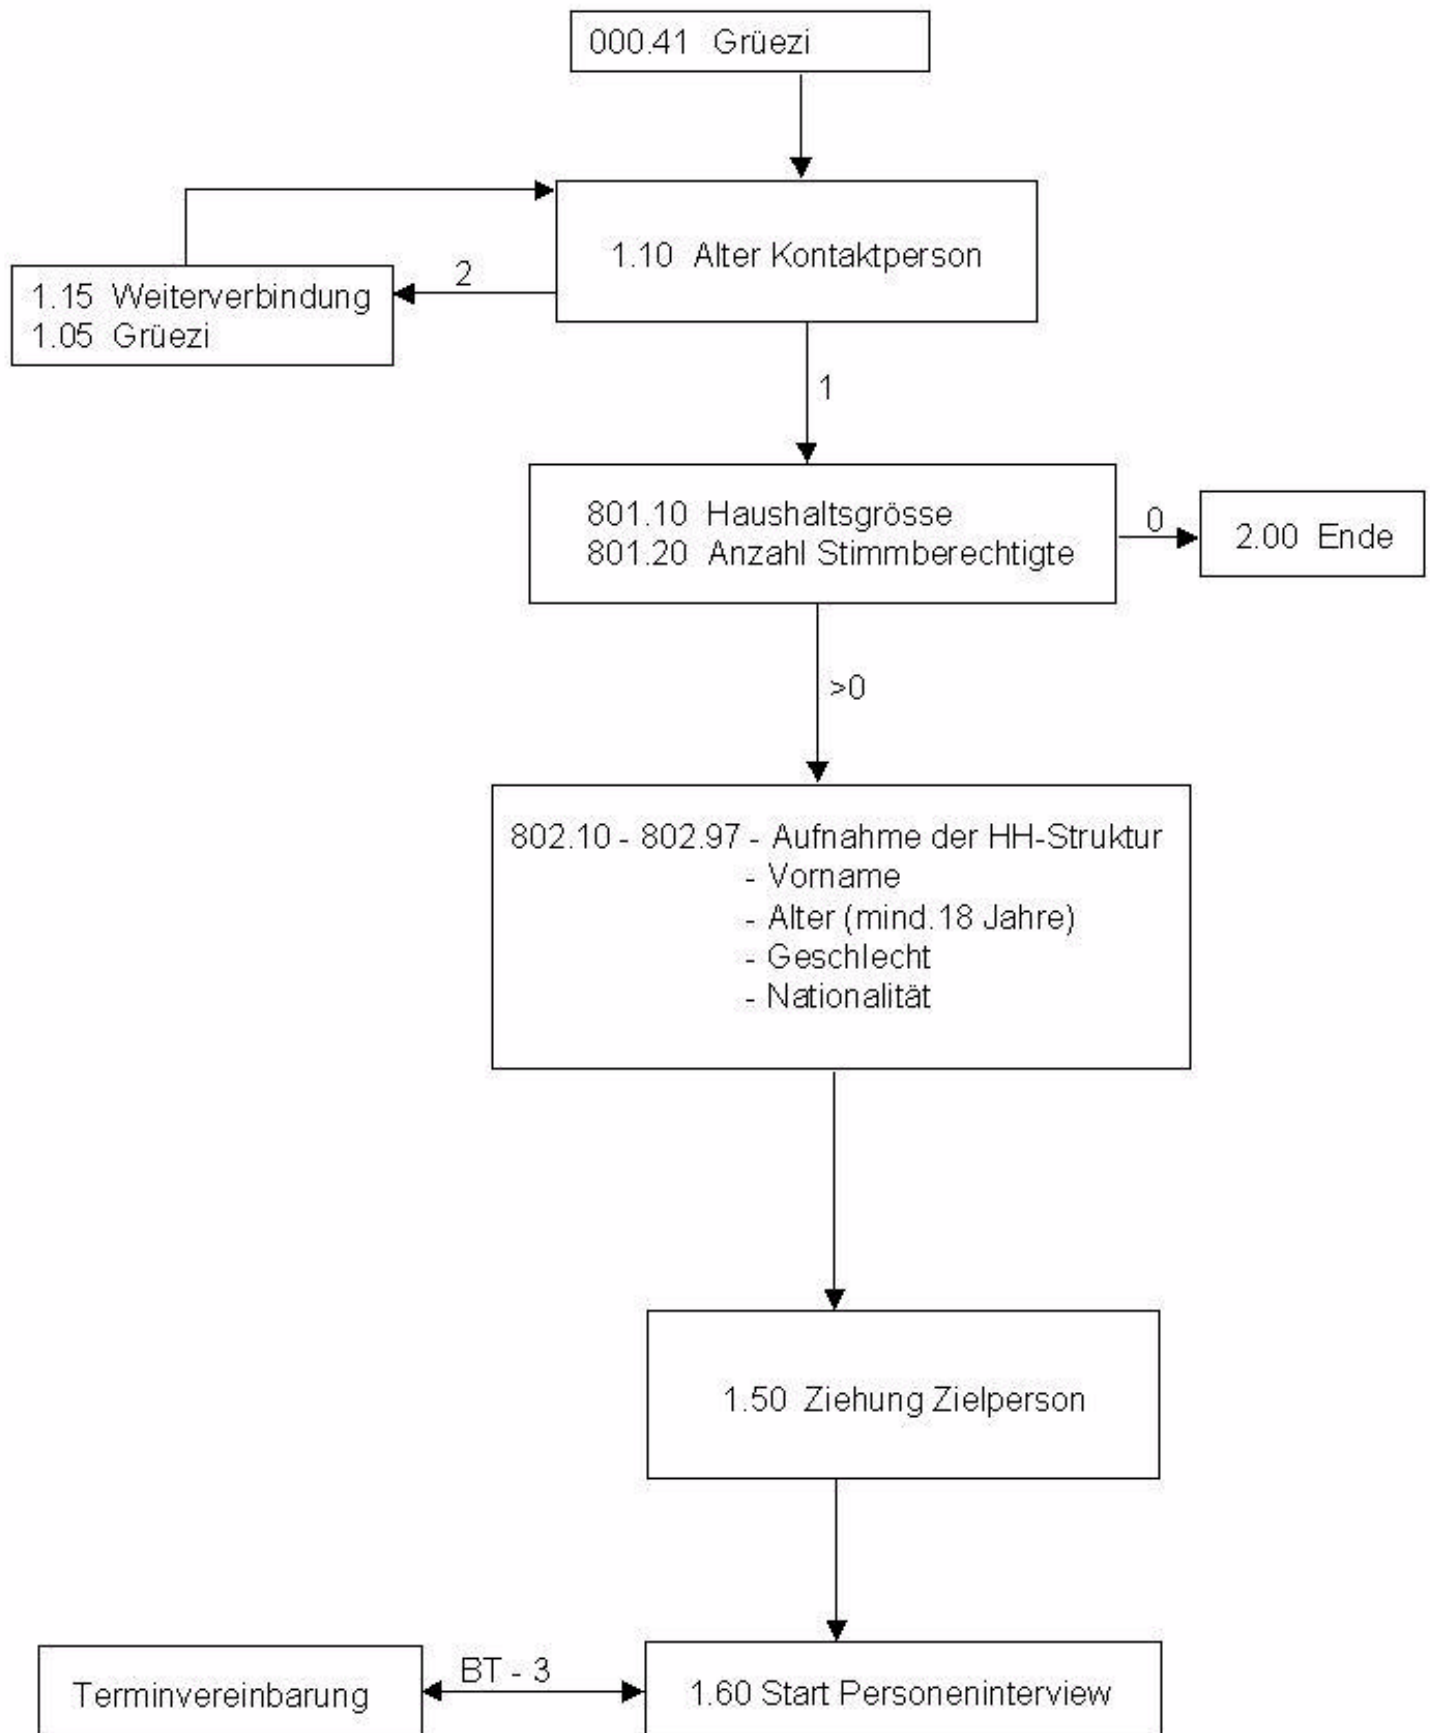 000.41 Grüezi
1.10 Alter Kontaktperson
2
1.15 Weiterverbindung
1.05 Grüezi
1
801.10 Haushaltsgrösse
801.20 Anzahl Stimmberechtigte
0
2.00 Ende
>0
802.10 - 802.97 - Aufnahme der HH-Struktur
- Vorname
- Alter (mind.18 Jahre)
- Geschlecht
- Nationalität
1.50 Ziehung Zielperson
Terminvereinbarung
BT - 3
1.60 Start Personeninterview